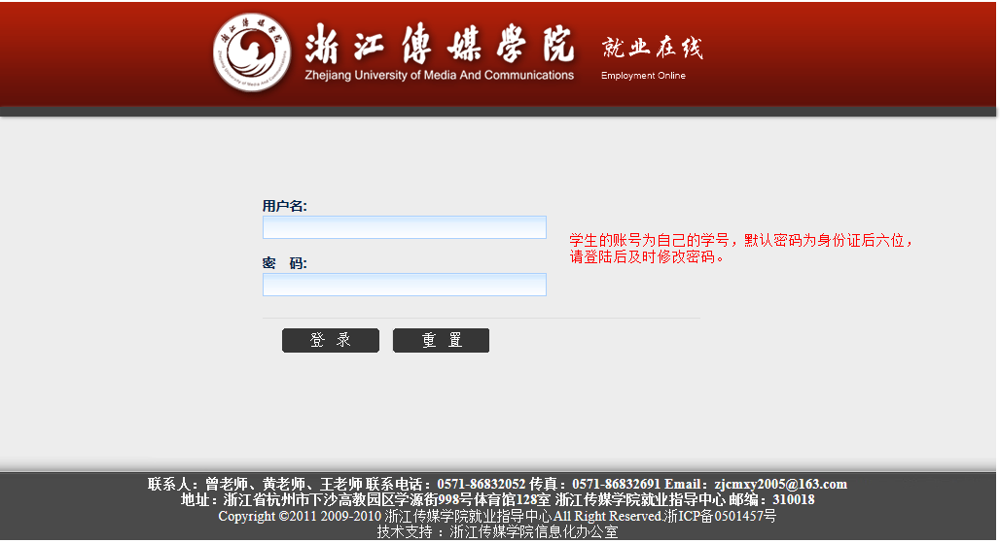 浙江傳媒學院
Zhejiang University of Media And Communications
就业在线
Employment Online
用户名:
学生的账号为自己的学号，默认密码为身份证后六位，
请登陆后及时修改密码。
密 码:
登 录 重 置
联系人：曾老师、黄老师、王老师 联系电话：0571-86832052 传真：0571-86832691 Email：zjcmxy2005@163.com
地址：浙江省杭州市下沙高教园区学源街998号体育馆128室 浙江传媒学院就业指导中心 邮编：310018
Copyright ©2011 2009-2010 浙江传媒学院就业指导中心All Right Reserved.浙ICP备0501457号
技术支持 ：浙江传媒学院信息化办公室